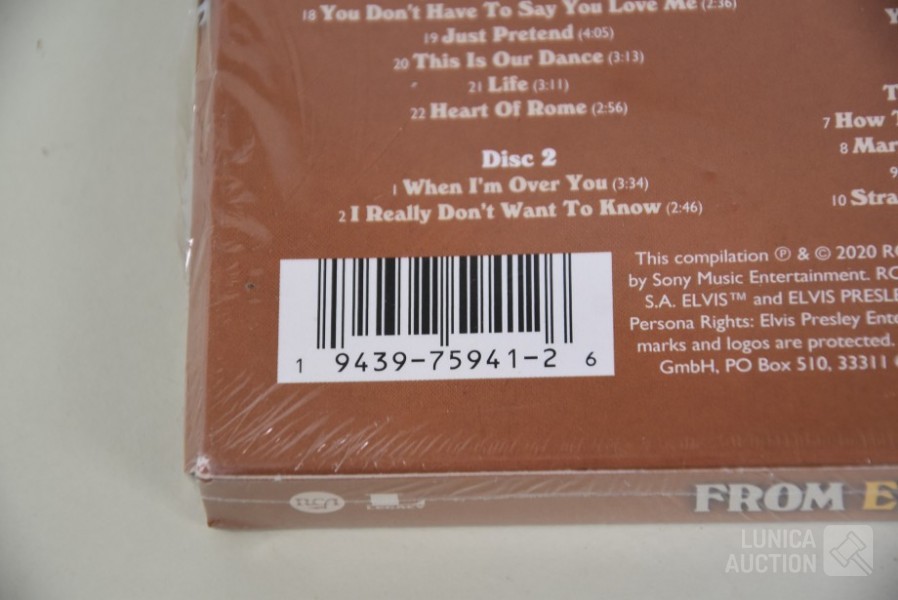 18 You Don't Have To Say You Love Me (2:36)
19 Just Pretend (4:05)
20 This Is Our Dance (3:13)
21 Life (3:11)
22 Heart Of Rome (2:56)
Disc 2
1 When I'm Over You (3:34)
2 I Really Don't Want To Know (2:46)
Y
T
7 How T
8 Mar
9
10 Stra
This compilation ℗ & © 2020 R
by Sony Music Entertainment. RC
S.A. ELVIS™ and ELVIS PRESLE
Persona Rights: Elvis Presley Ente
marks and logos are protected.
GmbH, PO Box 510, 33311
1 9439-75941-2 6
RCA
LEGACY
FROM E
LUNICA
AUCTION